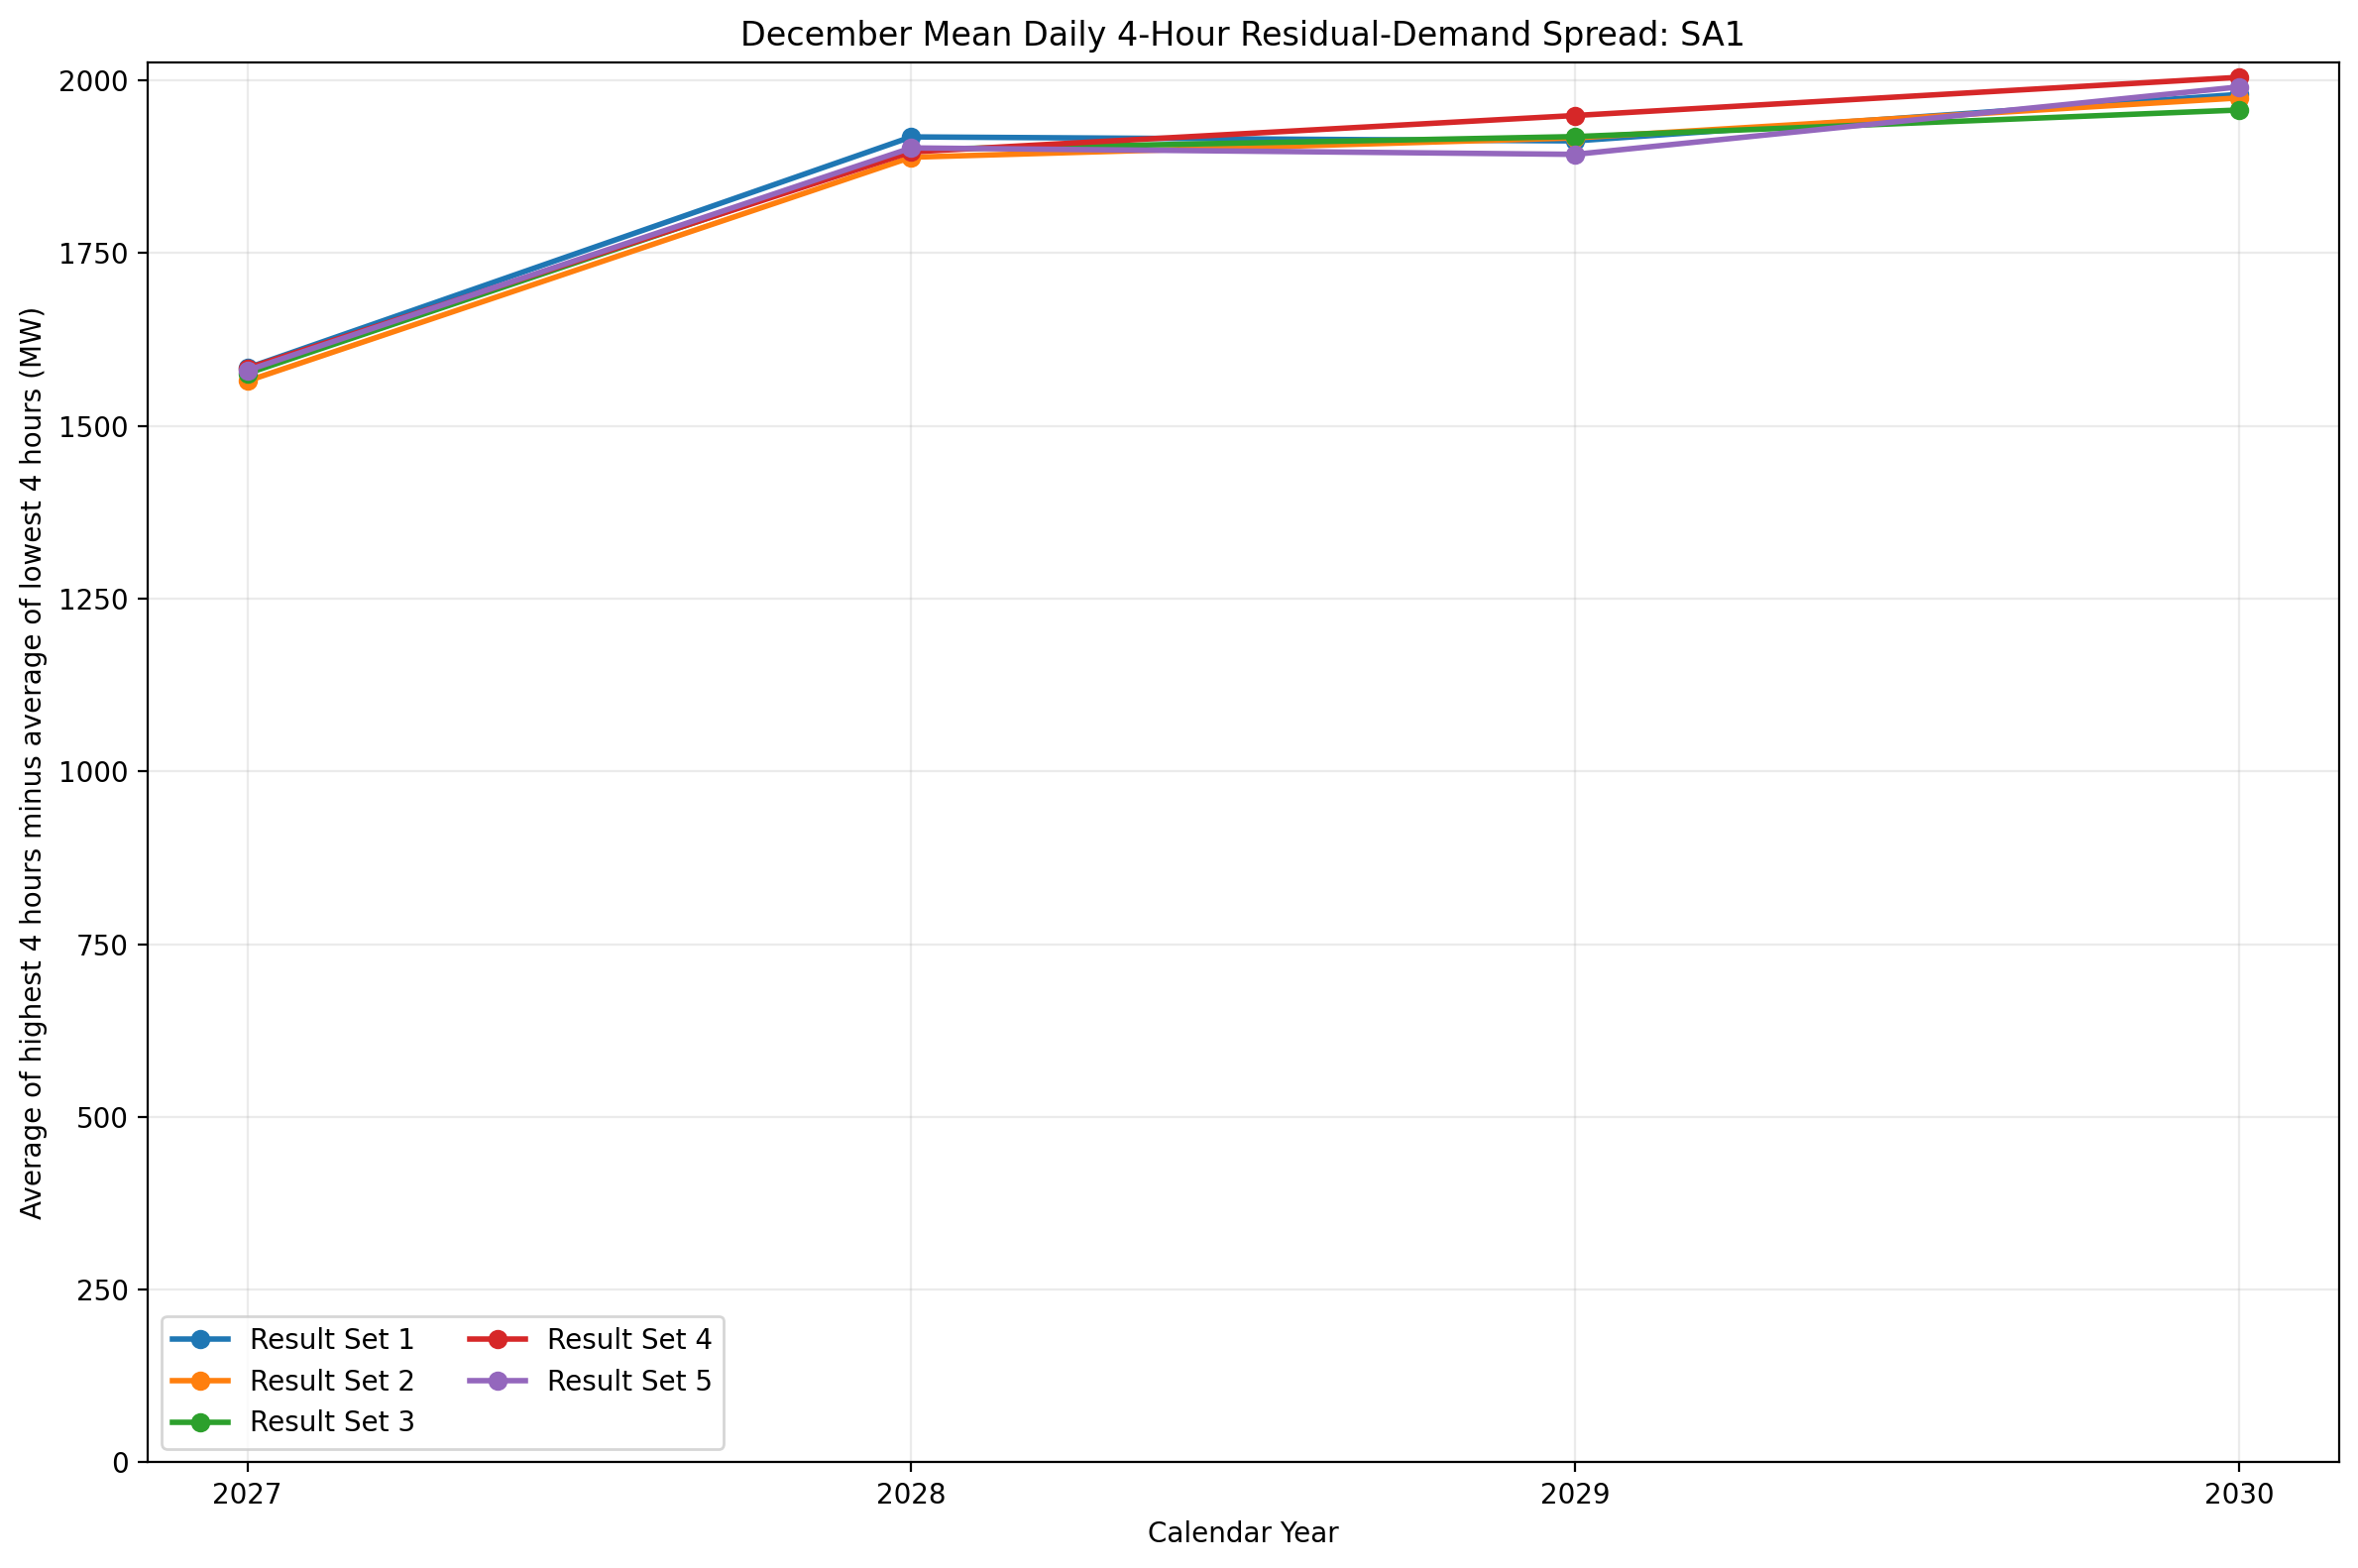 December Mean Daily 4-Hour Residual-Demand Spread: SA1
Average of highest 4 hours minus average of lowest 4 hours (MW)
2000
1750
1500
1250
1000
750
500
250
0
Result Set 1
Result Set 2
Result Set 3
Result Set 4
Result Set 5
2027
2028
2029
2030
Calendar Year